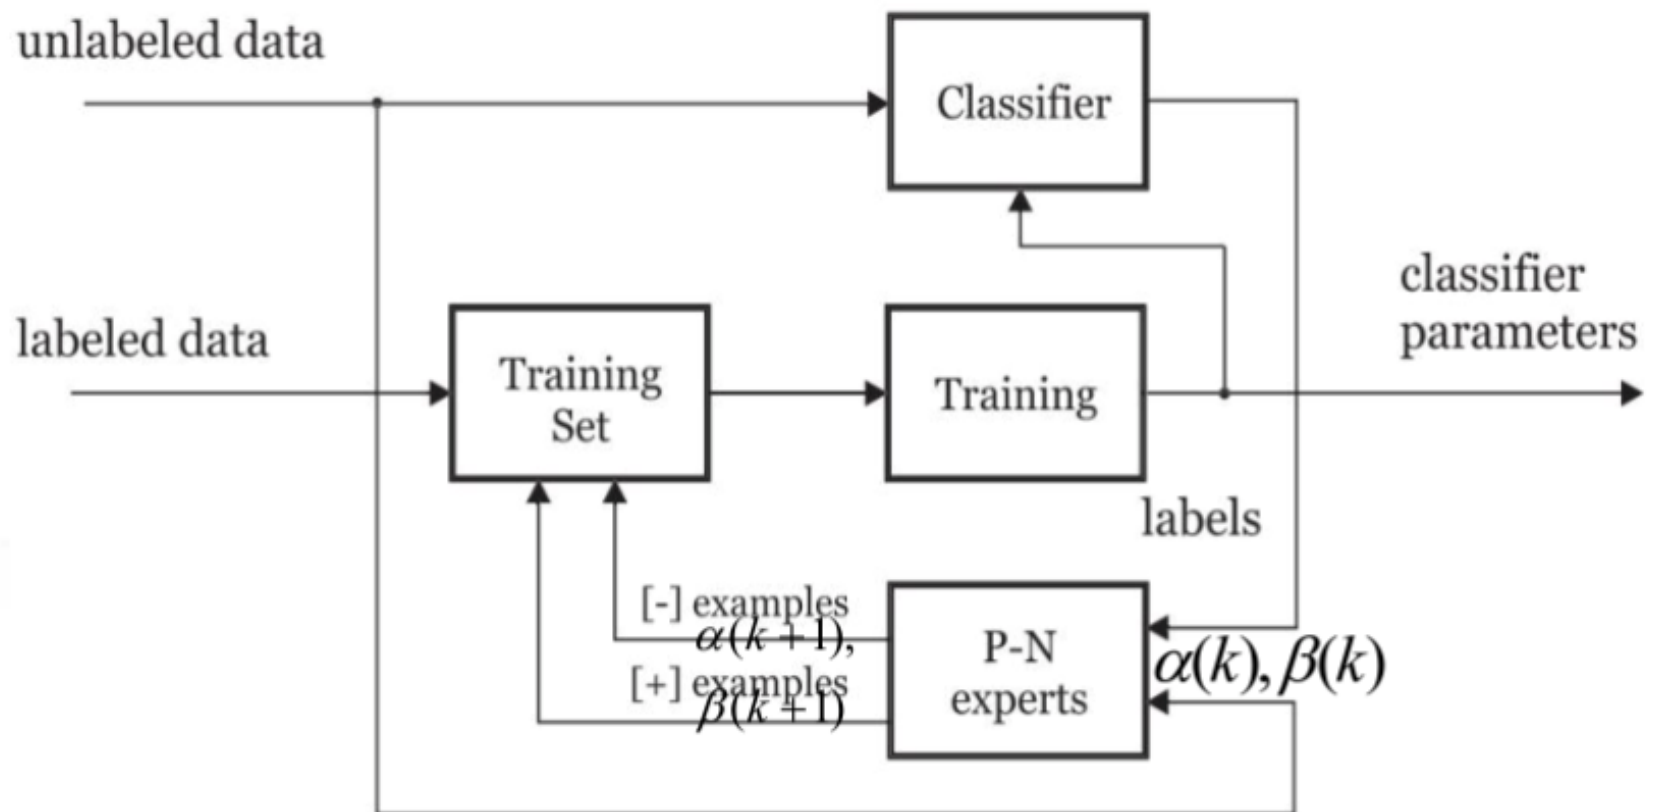 unlabeled data
Classifier
classifier
parameters
labeled data
Training
Set
Training
labels
[-] examples
α(k+1),
[+] examples
β(k+1)
P-N
experts
α(k), β(k)